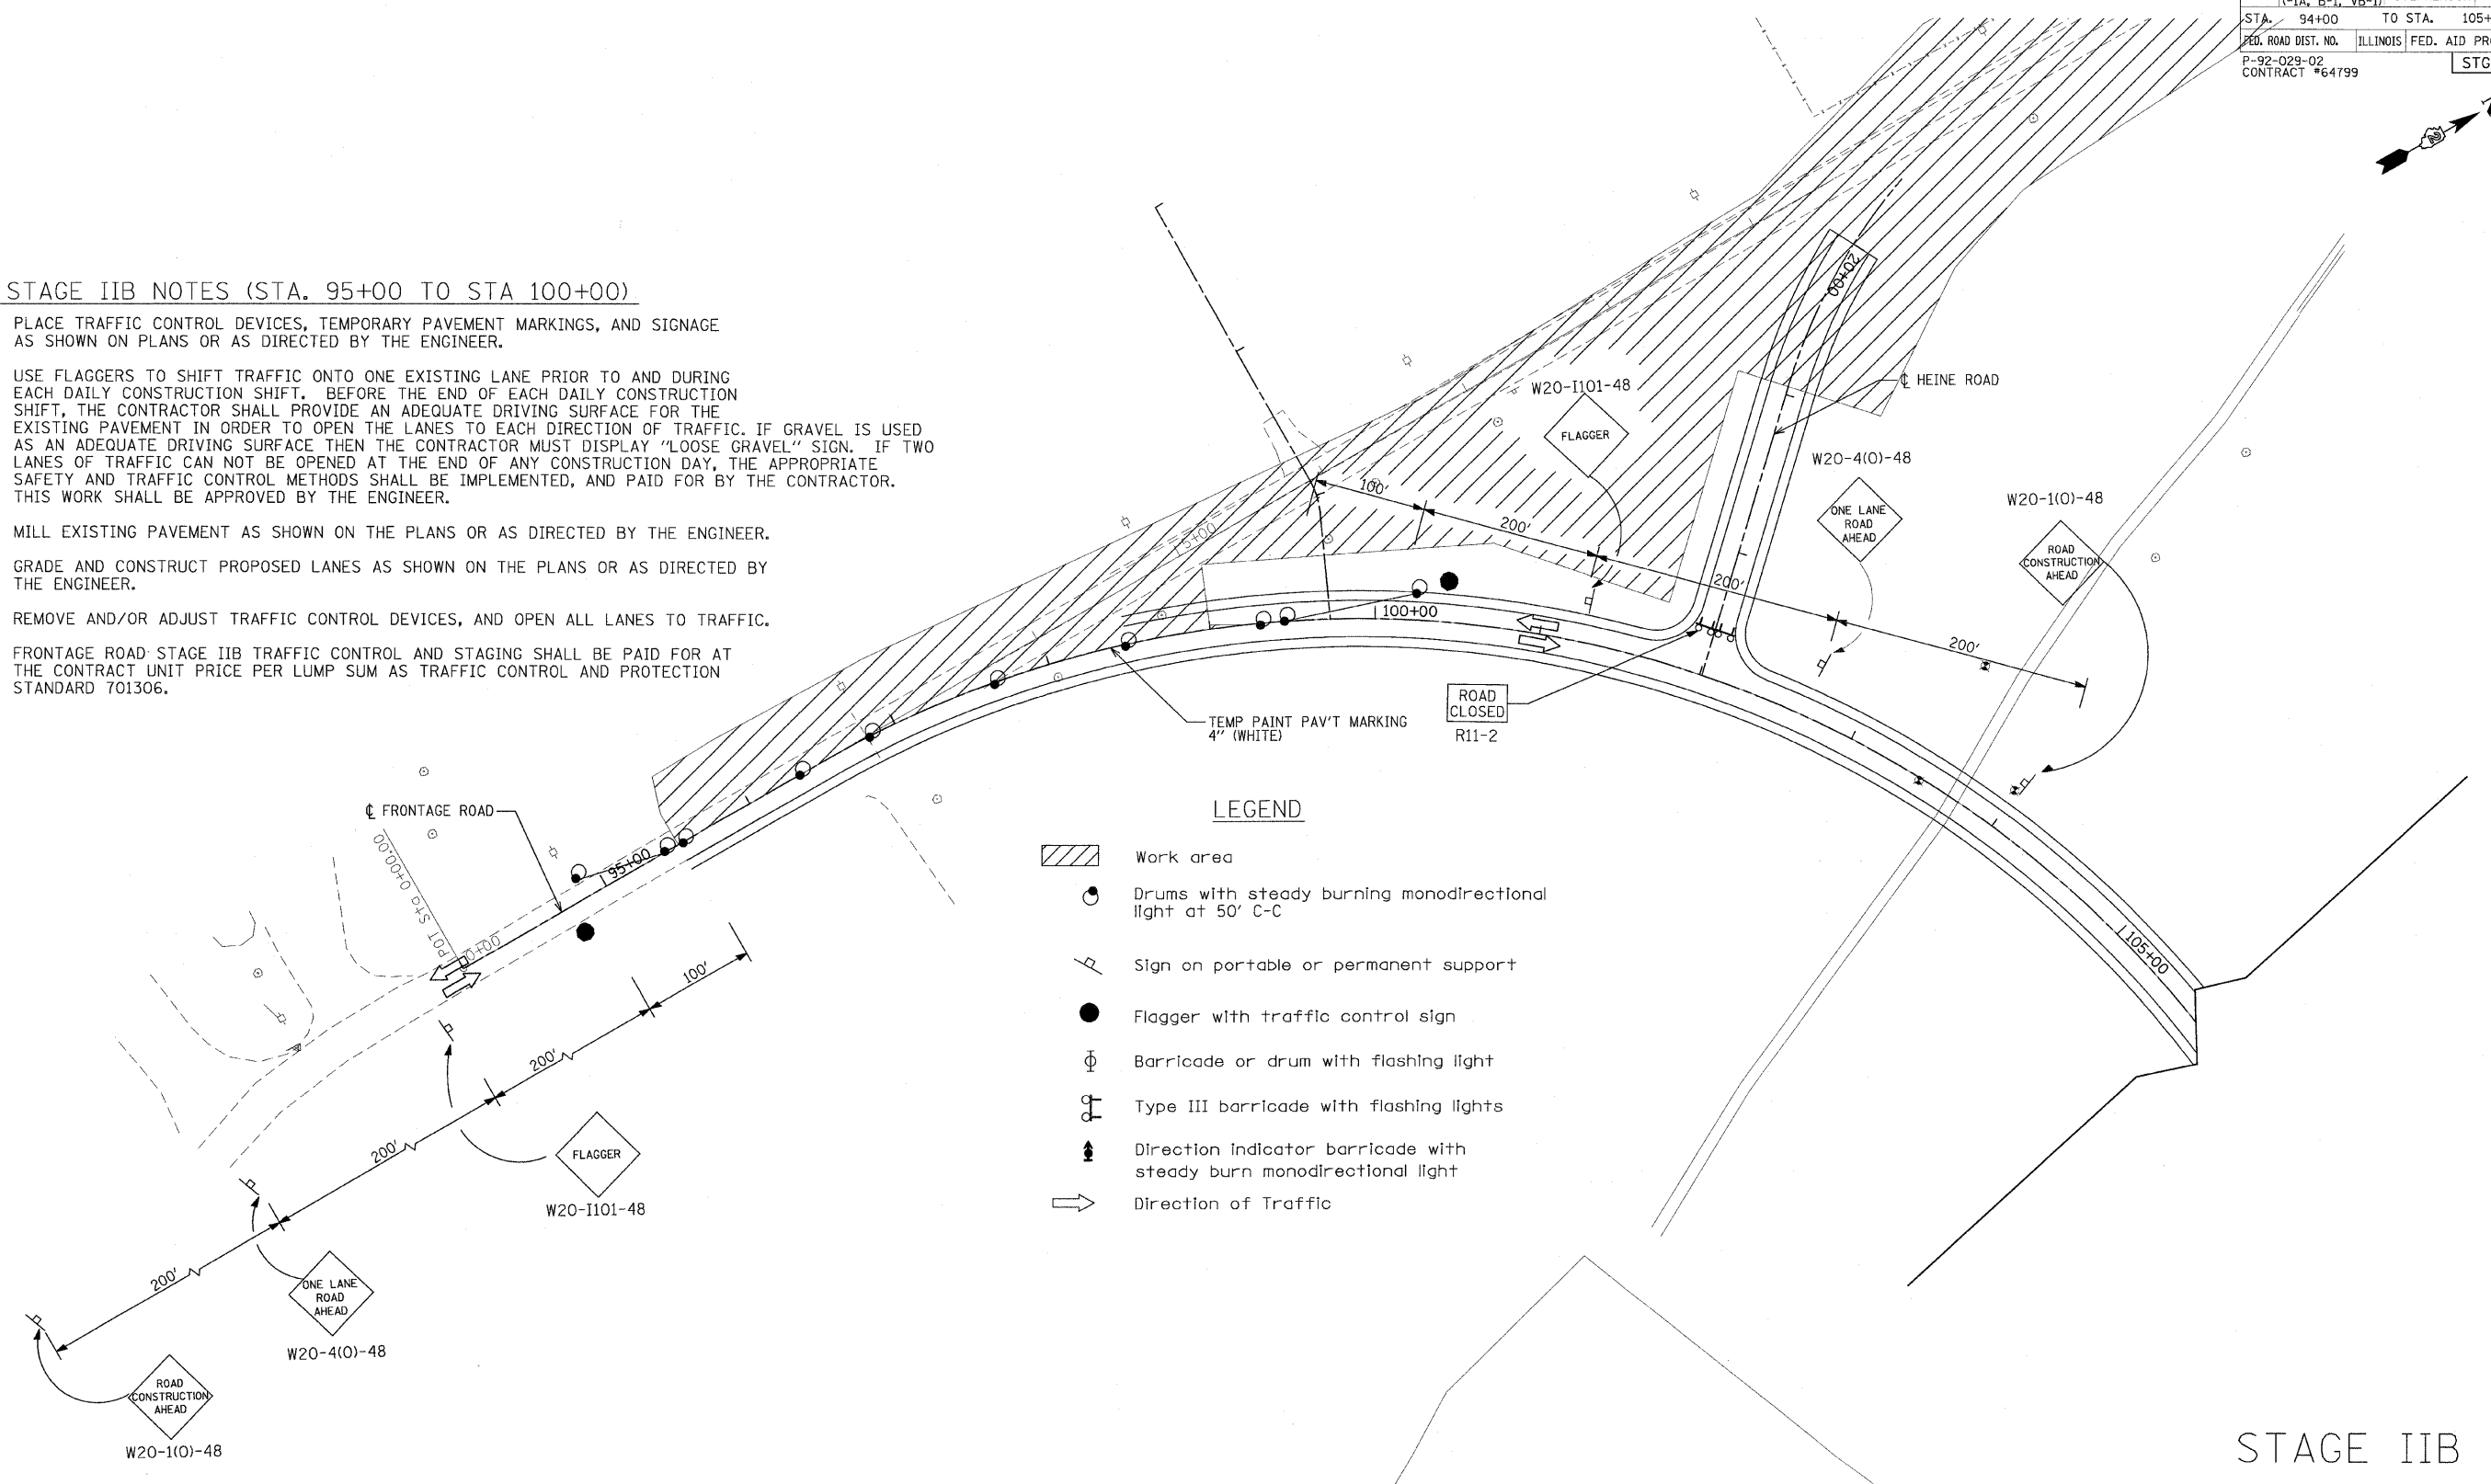 (-1A, B-1, VB-1)
STA. 94+00 TO STA. 105+
FED. ROAD DIST. NO. ILLINOIS FED. AID
P-92-029-02
CONTRACT #64799
STG
STAGE IIB NOTES (STA. 95+00 TO STA 100+00)
PLACE TRAFFIC CONTROL DEVICES, TEMPORARY PAVEMENT MARKINGS, AND SIGNAGE
AS SHOWN ON PLANS OR AS DIRECTED BY THE ENGINEER.
USE FLAGGERS TO SHIFT TRAFFIC ONTO ONE EXISTING LANE PRIOR TO AND DURING
EACH DAILY CONSTRUCTION SHIFT. BEFORE THE END OF EACH DAILY CONSTRUCTION
SHIFT, THE CONTRACTOR SHALL PROVIDE AN ADEQUATE DRIVING SURFACE FOR THE
EXISTING PAVEMENT IN ORDER TO OPEN THE LANES TO EACH DIRECTION OF TRAFFIC. IF GRAVEL IS USED
AS AN ADEQUATE DRIVING SURFACE THEN THE CONTRACTOR MUST DISPLAY "LOOSE GRAVEL" SIGN. IF TWO
LANES OF TRAFFIC CAN NOT BE OPENED AT THE END OF ANY CONSTRUCTION DAY, THE APPROPRIATE
SAFETY AND TRAFFIC CONTROL METHODS SHALL BE IMPLEMENTED, AND PAID FOR BY THE CONTRACTOR.
THIS WORK SHALL BE APPROVED BY THE ENGINEER.
MILL EXISTING PAVEMENT AS SHOWN ON THE PLANS OR AS DIRECTED BY THE ENGINEER.
GRADE AND CONSTRUCT PROPOSED LANES AS SHOWN ON THE PLANS OR AS DIRECTED BY
THE ENGINEER.
REMOVE AND/OR ADJUST TRAFFIC CONTROL DEVICES, AND OPEN ALL LANES TO TRAFFIC.
FRONTAGE ROAD STAGE IIB TRAFFIC CONTROL AND STAGING SHALL BE PAID FOR AT
THE CONTRACT UNIT PRICE PER LUMP SUM AS TRAFFIC CONTROL AND PROTECTION
STANDARD 701306.
20+00
℄ HEINE ROAD
W20-I101-48
FLAGGER
W20-4(O)-48
ONE LANE
ROAD
AHEAD
W20-1(O)-48
ROAD
CONSTRUCTION
AHEAD
100'
200'
200'
200'
5+00
100+00
ROAD
CLOSED
R11-2
TEMP PAINT PAV'T MARKING
4" (WHITE)
℄ FRONTAGE ROAD
95+00
POT Sta 0+000.00
0+00
105+00
100'
200'
200'
200'
FLAGGER
W20-I101-48
ONE LANE
ROAD
AHEAD
W20-4(O)-48
ROAD
CONSTRUCTION
AHEAD
W20-1(O)-48
LEGEND
Work area
Drums with steady burning monodirectional
light at 50' C-C
Sign on portable or permanent support
Flagger with traffic control sign
Barricade or drum with flashing light
Type III barricade with flashing lights
Direction indicator barricade with
steady burn monodirectional light
Direction of Traffic
STAGE IIB